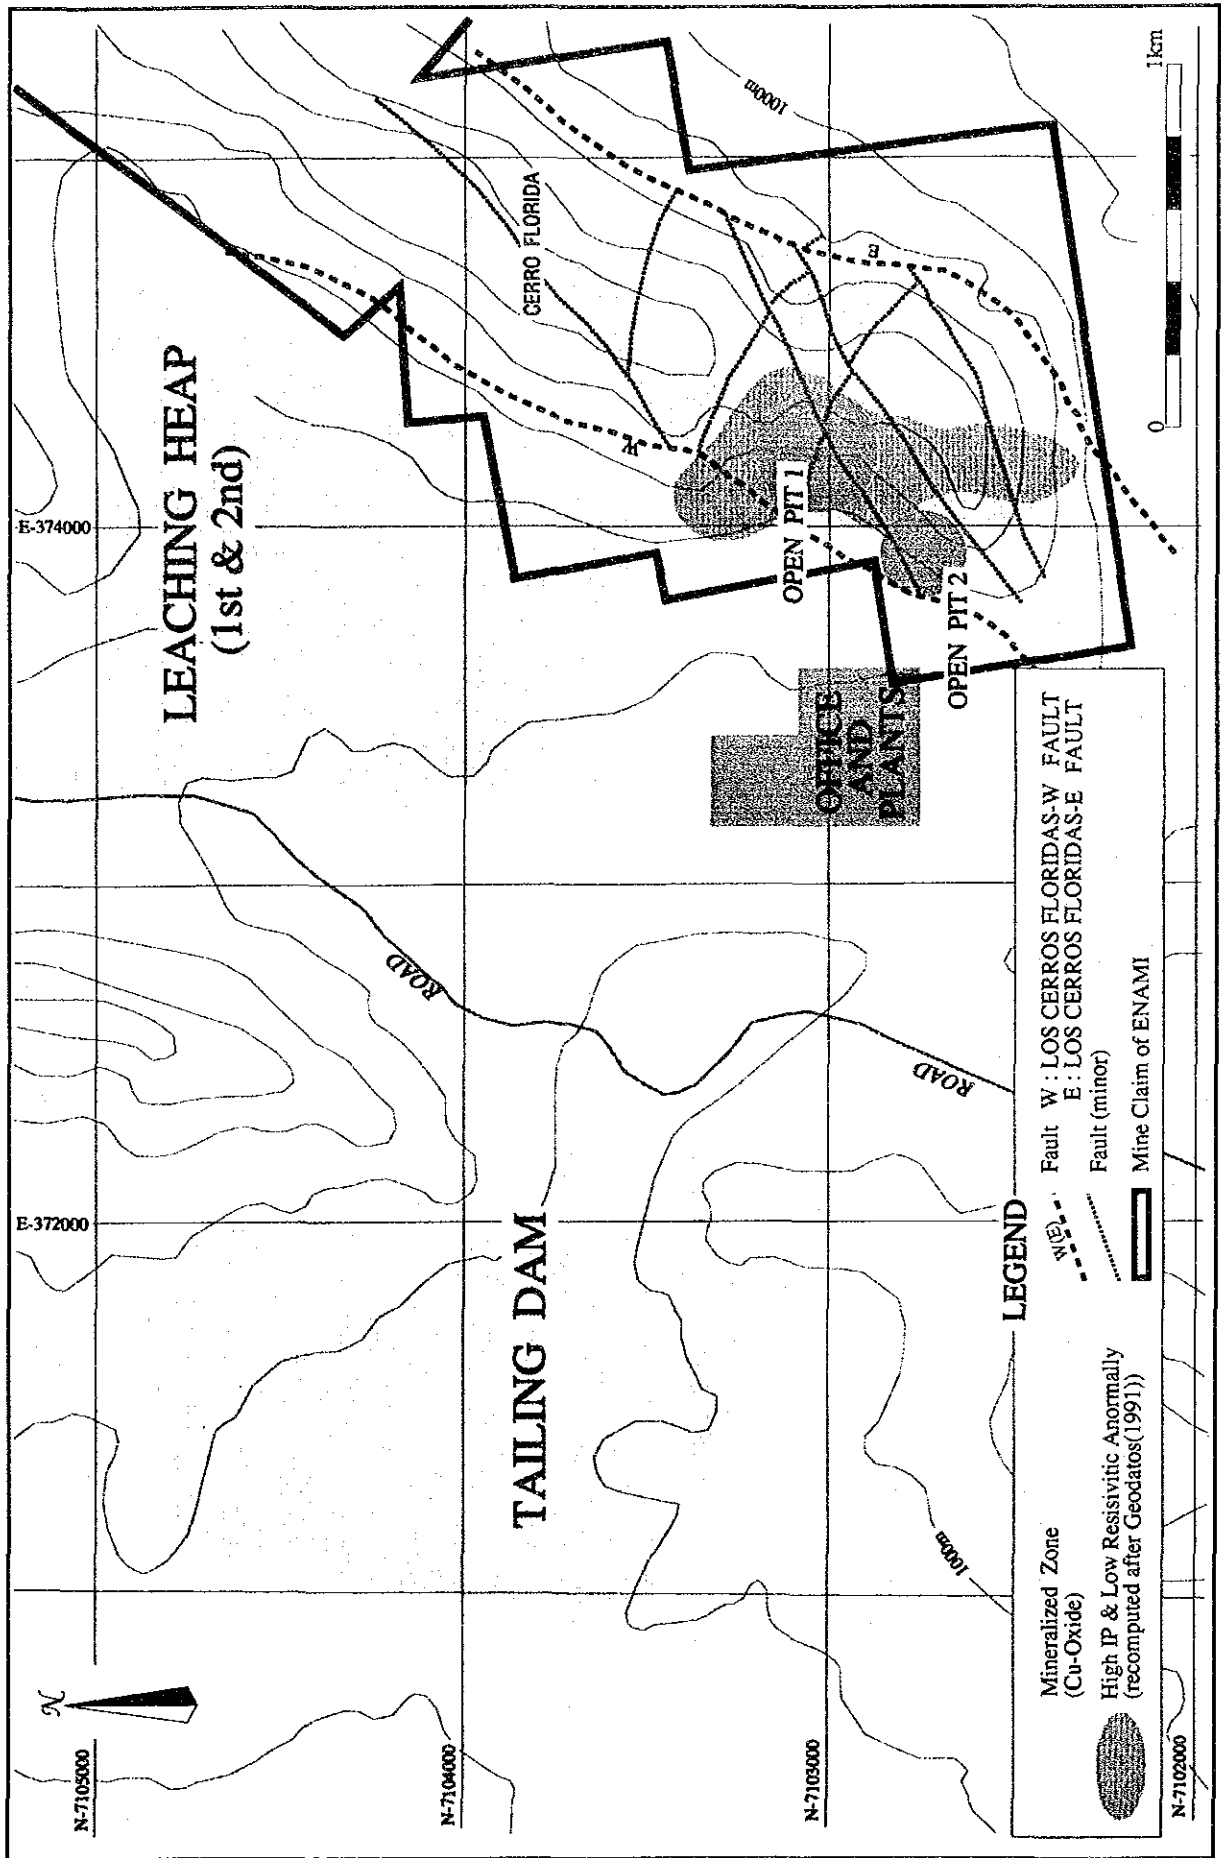 N
N-7105000
N-7104000
N-7103000
N-7102000
E-372000
E-374000
LEACHING HEAP
(1st & 2nd)
CERRO FLORIDA
1000m
1km
0
W
E
OPEN PIT 1
OPEN PIT 2
OFFICE
AND
PLANTS
ROAD
ROAD
TAILING DAM
1000m
LEGEND
Mineralized Zone
(Cu-Oxide)
High IP & Low Resisivitic Anormally
(recomputed after Geodatos(1991))
W(E)
Fault W : LOS CERROS FLORIDAS-W FAULT
E : LOS CERROS FLORIDAS-E FAULT
Fault (minor)
Mine Claim of ENAMI